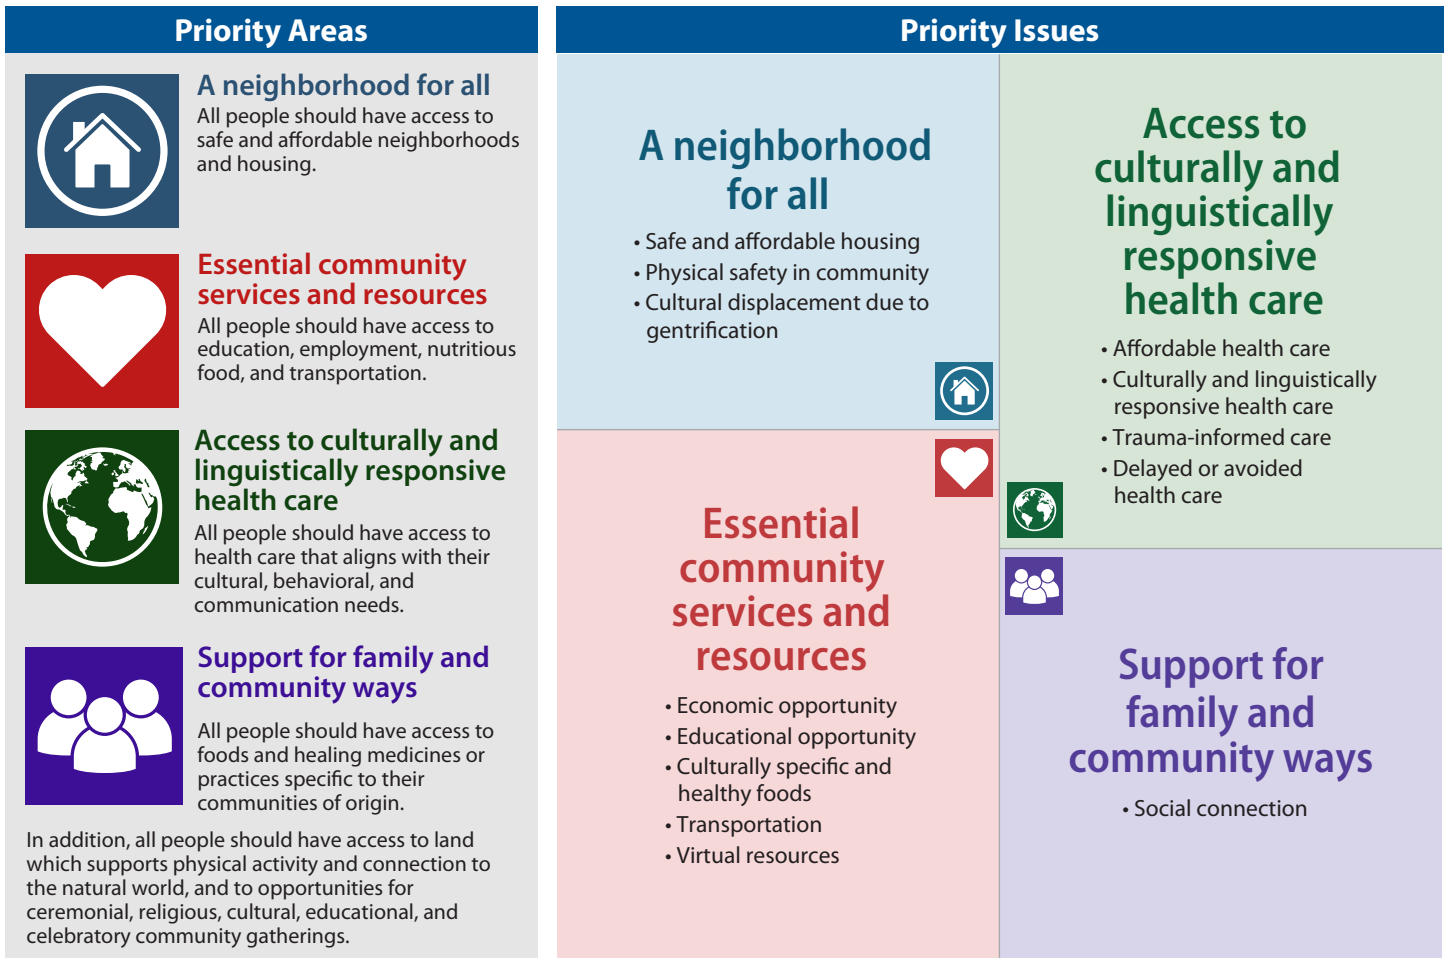 Priority Areas
A neighborhood for all
All people should have access to
safe and affordable neighborhoods
and housing.
Essential community
services and resources
All people should have access to
education, employment, nutritious
food, and transportation.
Access to culturally and
linguistically responsive
health care
All people should have access to
health care that aligns with their
cultural, behavioral, and
communication needs.
Support for family and
community ways
All people should have access to
foods and healing medicines or
practices specific to their
communities of origin.
In addition, all people should have access to land
which supports physical activity and connection to
the natural world, and to opportunities for
ceremonial, religious, cultural, educational, and
celebratory community gatherings.
Priority Issues
A neighborhood
for all
• Safe and affordable housing
• Physical safety in community
• Cultural displacement due to
gentrification
Essential
community
services and
resources
• Economic opportunity
• Educational opportunity
• Culturally specific and
healthy foods
• Transportation
• Virtual resources
Access to
culturally and
linguistically
responsive
health care
• Affordable health care
• Culturally and linguistically
responsive health care
• Trauma-informed care
• Delayed or avoided
health care
Support for
family and
community ways
• Social connection